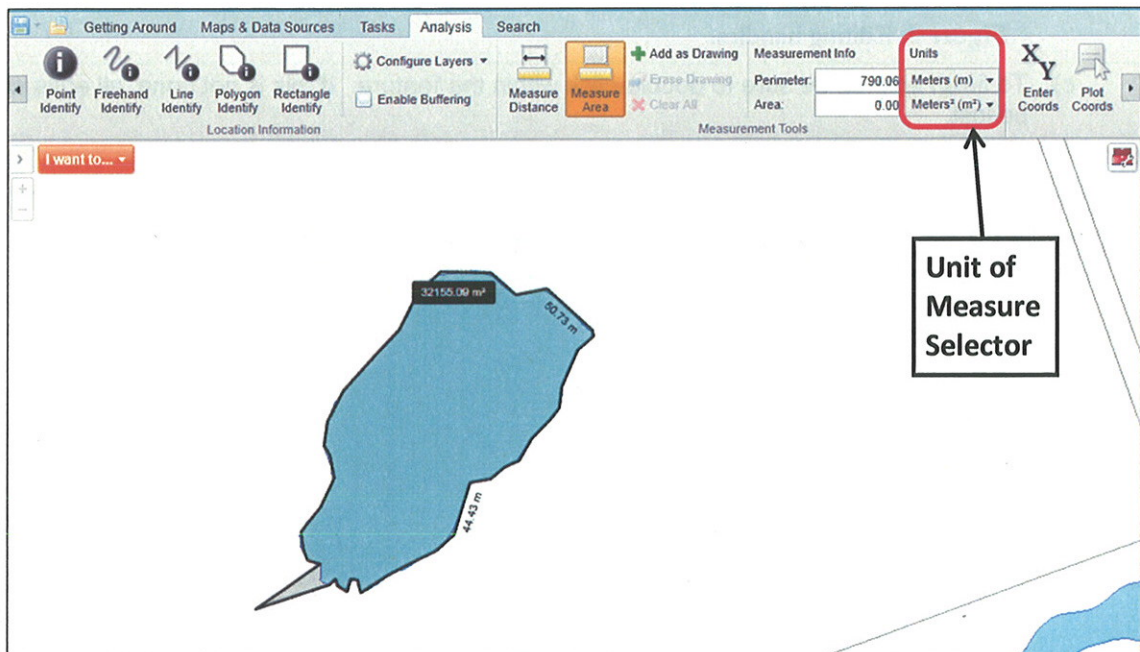 Getting Around Maps & Data Sources Tasks Analysis Search
Point Identify
Freehand Identify
Line Identify
Polygon Identify
Rectangle Identify
Configure Layers
Enable Buffering
Location Information
Measure Distance
Measure Area
Add as Drawing
Erase Drawing
Clear All
Measurement Info
Perimeter: 790.06
Area: 0.00
Units
Meters (m)
Meters² (m²)
Measurement Tools
XY
Enter Coords
Plot Coords
I want to...
32155.09 m²
50.73 m
44.43 m
Unit of
Measure
Selector